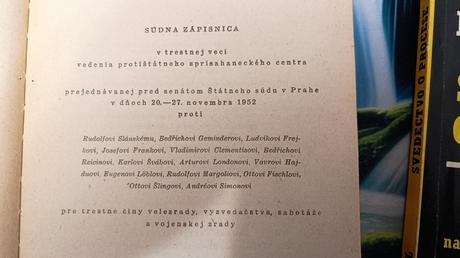 SÚDNA ZÁPISNICA
v trestnej veci
vedenia protištátneho sprisahaneckého centra
prejednávanej pred senátom Štátneho súdu v Prahe
v dňoch 20.—27. novembra 1952
proti
Rudolfovi Slánskému, Bedřichovi Geminderovi, Ludvíkovi Frej-
kovi, Josefovi Frankovi, Vladimírovi Clementisovi, Bedřichovi
Reicinovi, Karlovi Švábovi, Arturovi Londonovi, Vavrovi Haj-
duovi, Eugenovi Löblovi, Rudolfovi Margoliovi, Ottovi Fischlovi,
Ottovi Šlingovi, Andréovi Simonovi
pre trestné činy velezrady, vyzvedačstva, sabotáže
a vojenskej zrady
SVEDECTVO O PROCESE
na